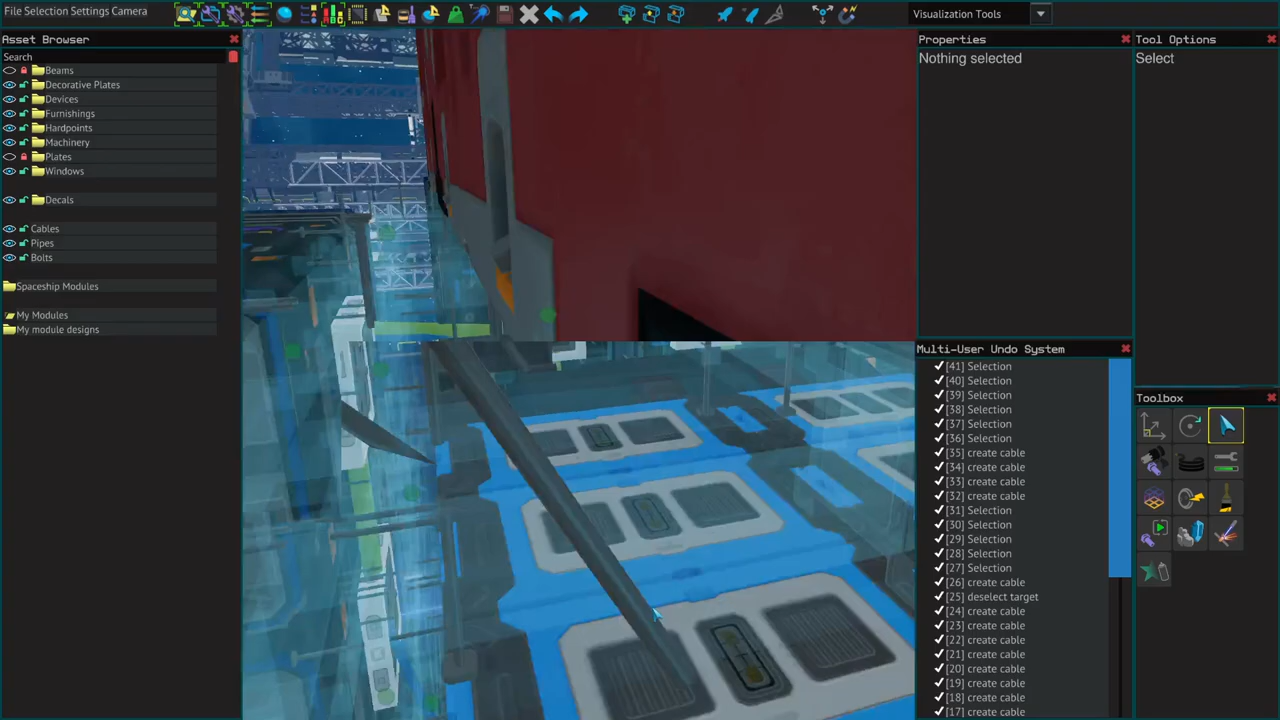 File Selection Settings Camera
Visualization Tools
Asset Browser
Search
Beams
Decorative Plates
Devices
Furnishings
Hardpoints
Machinery
Plates
Windows
Decals
Cables
Pipes
Bolts
Spaceship Modules
My Modules
My module designs
Properties
Nothing selected
Tool Options
Select
Multi-User Undo System
[41] Selection
[40] Selection
[39] Selection
[38] Selection
[37] Selection
[36] Selection
[35] create cable
[34] create cable
[33] create cable
[32] create cable
[31] Selection
[30] Selection
[29] Selection
[28] Selection
[27] Selection
[26] create cable
[25] deselect target
[24] create cable
[23] create cable
[22] create cable
[21] create cable
[20] create cable
[19] create cable
[18] create cable
[17] create cable
Toolbox